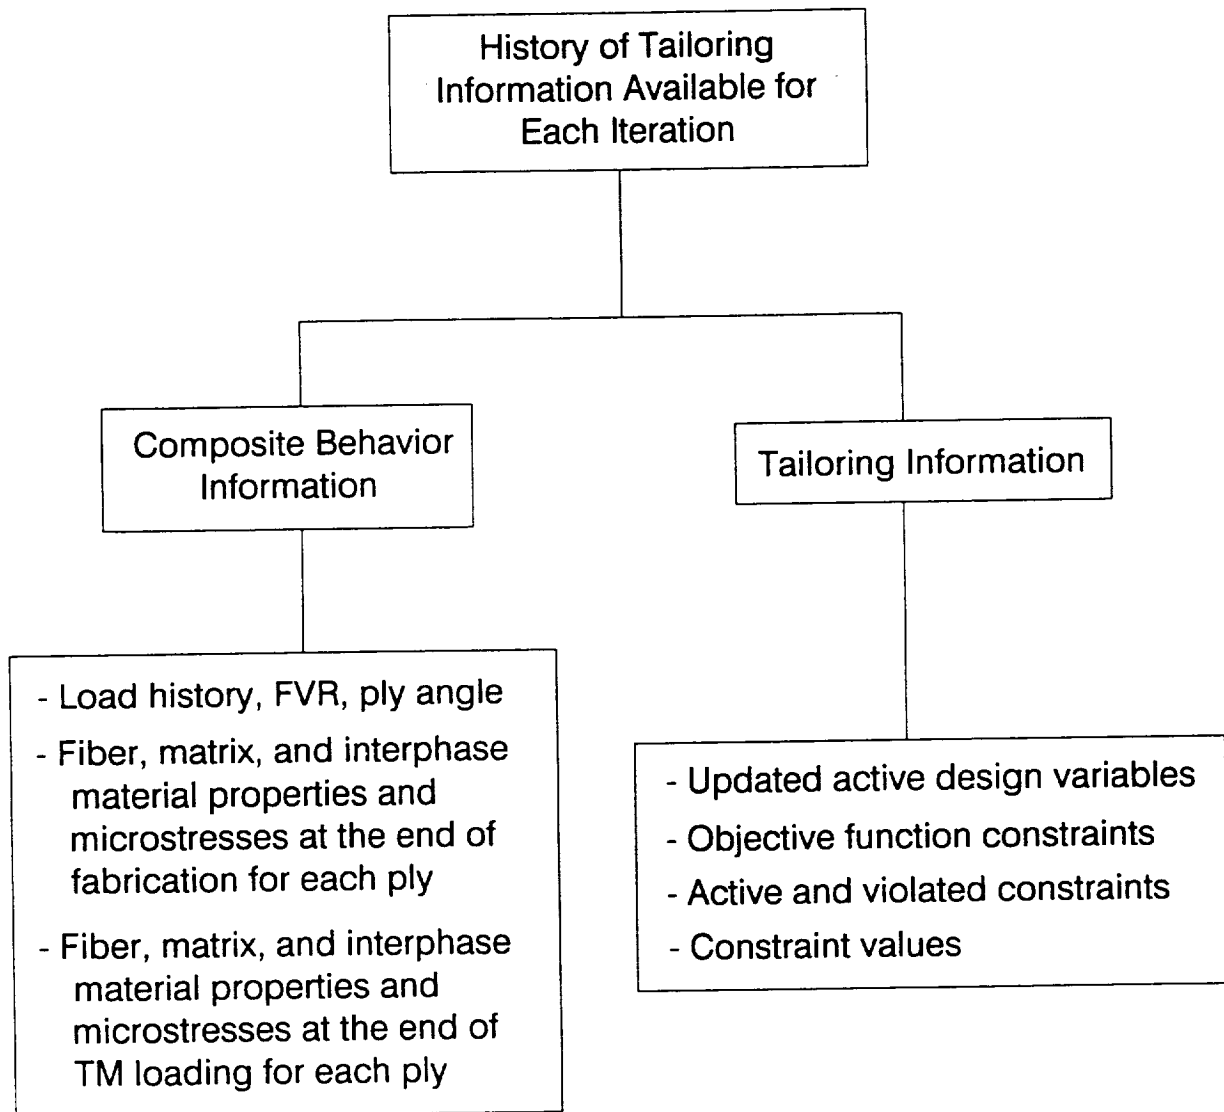 History of Tailoring
Information Available for
Each Iteration
Composite Behavior
Information
Tailoring Information
- Load history, FVR, ply angle
- Fiber, matrix, and interphase
material properties and
microstresses at the end of
fabrication for each ply
- Fiber, matrix, and interphase
material properties and
microstresses at the end of
TM loading for each ply
- Updated active design variables
- Objective function constraints
- Active and violated constraints
- Constraint values